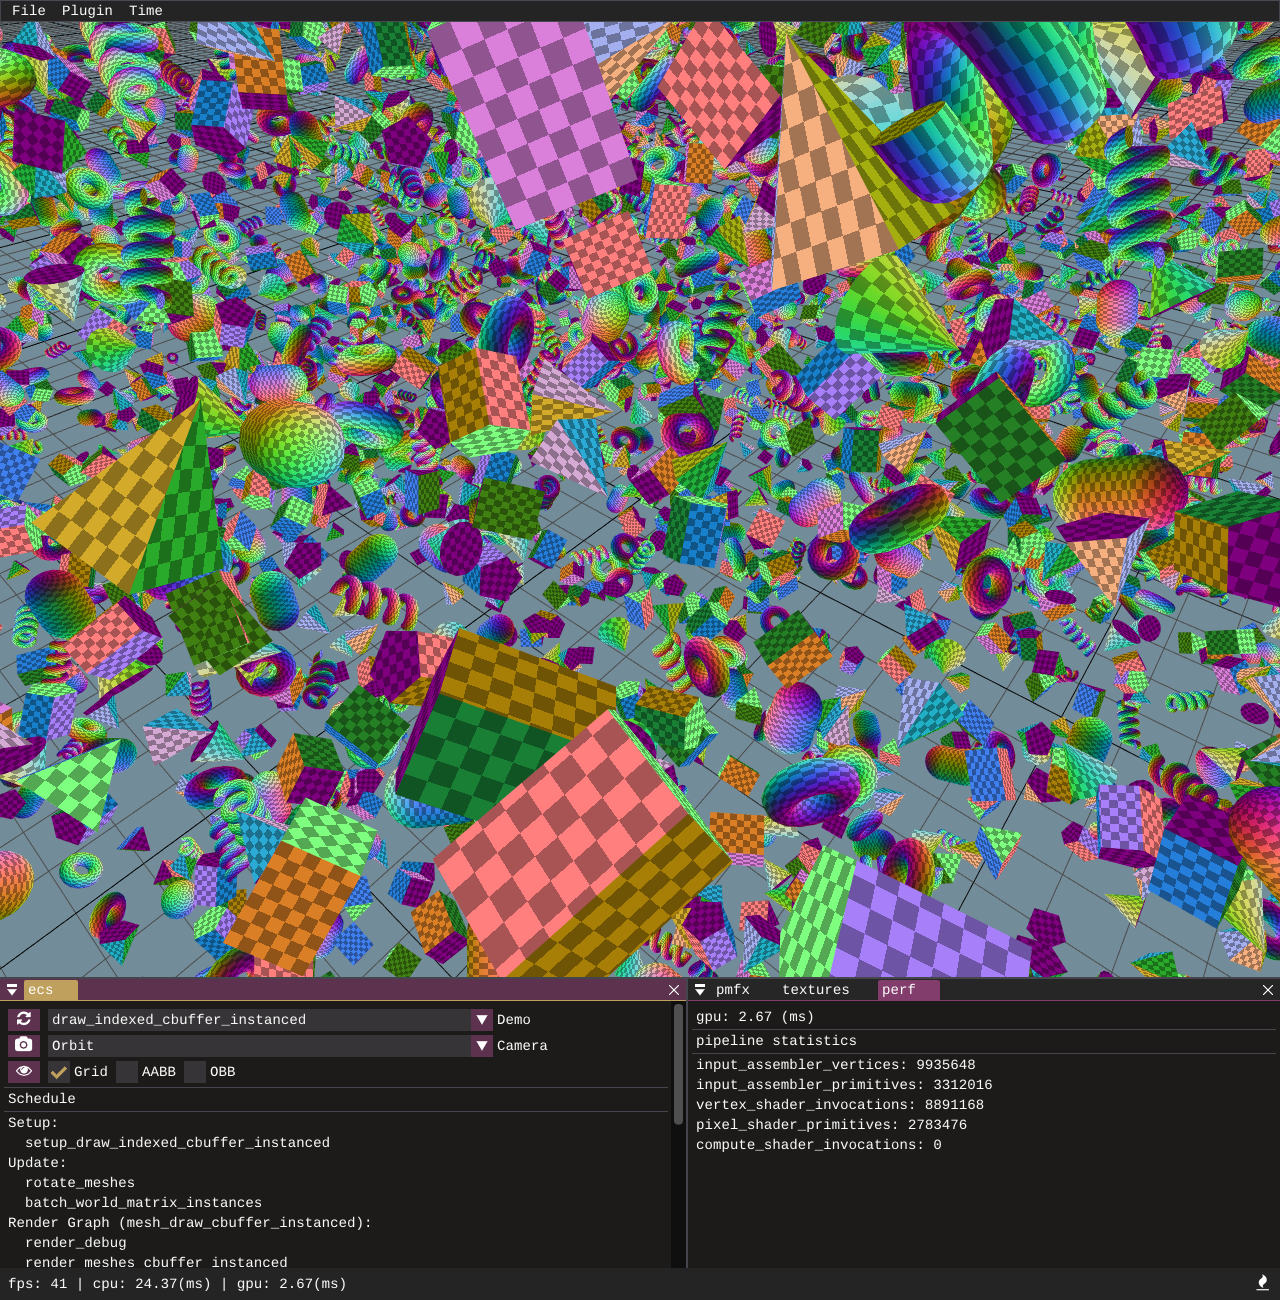 File Plugin Time
ecs
draw_indexed_cbuffer_instanced Demo
Orbit Camera
Grid AABB OBB
Schedule
Setup:
setup_draw_indexed_cbuffer_instanced
Update:
rotate_meshes
batch_world_matrix_instances
Render Graph (mesh_draw_cbuffer_instanced):
render_debug
render_meshes_cbuffer_instanced
pmfx textures perf
gpu: 2.67 (ms)
pipeline statistics
input_assembler_vertices: 9935648
input_assembler_primitives: 3312016
vertex_shader_invocations: 8891168
pixel_shader_primitives: 2783476
compute_shader_invocations: 0
fps: 41 | cpu: 24.37(ms) | gpu: 2.67(ms)